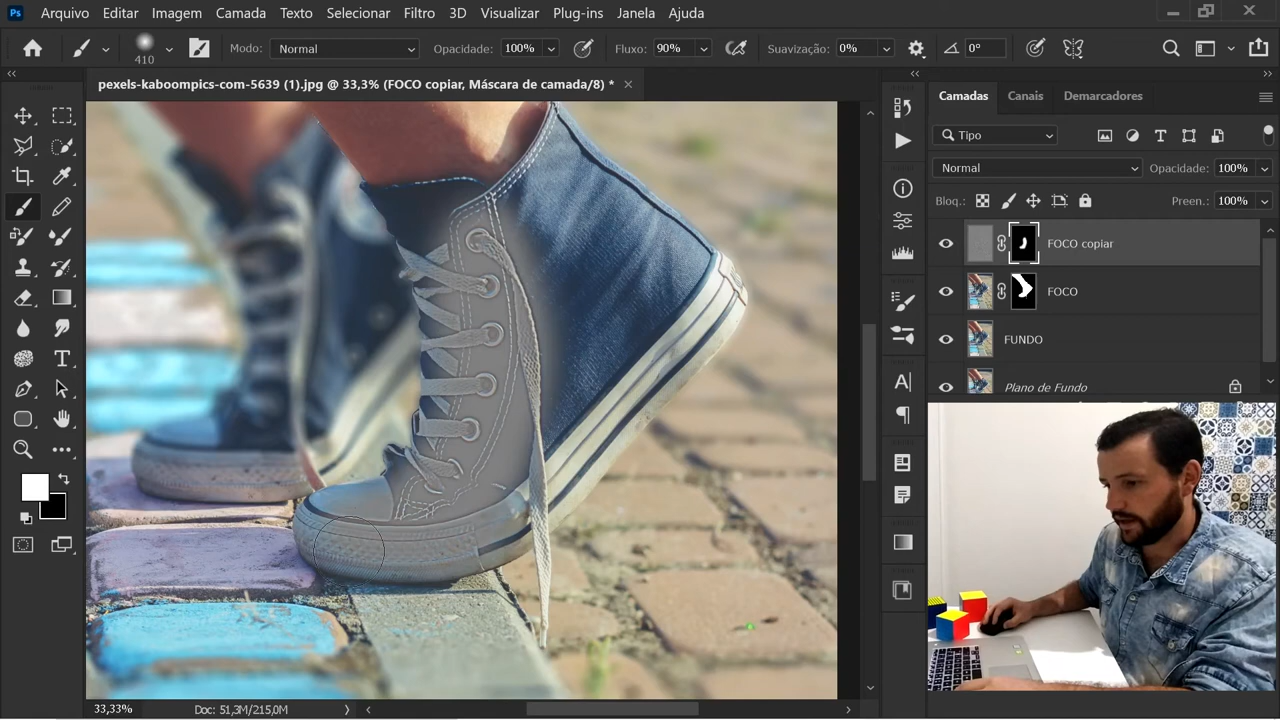 Ps Arquivo Editar Imagem Camada Texto Selecionar Filtro 3D Visualizar Plug-ins Janela Ajuda
410 Modo: Normal Opacidade: 100% Fluxo: 90% Suavização: 0% 0°
pexels-kaboompics-com-5639 (1).jpg @ 33,3% (FOCO copiar, Máscara de camada/8) *
Camadas Canais Demarcadores
Tipo
Normal Opacidade: 100%
Bloq.: Preen.: 100%
FOCO copiar
FOCO
FUNDO
Plano de Fundo
33,33% Doc: 51,3M/215,0M